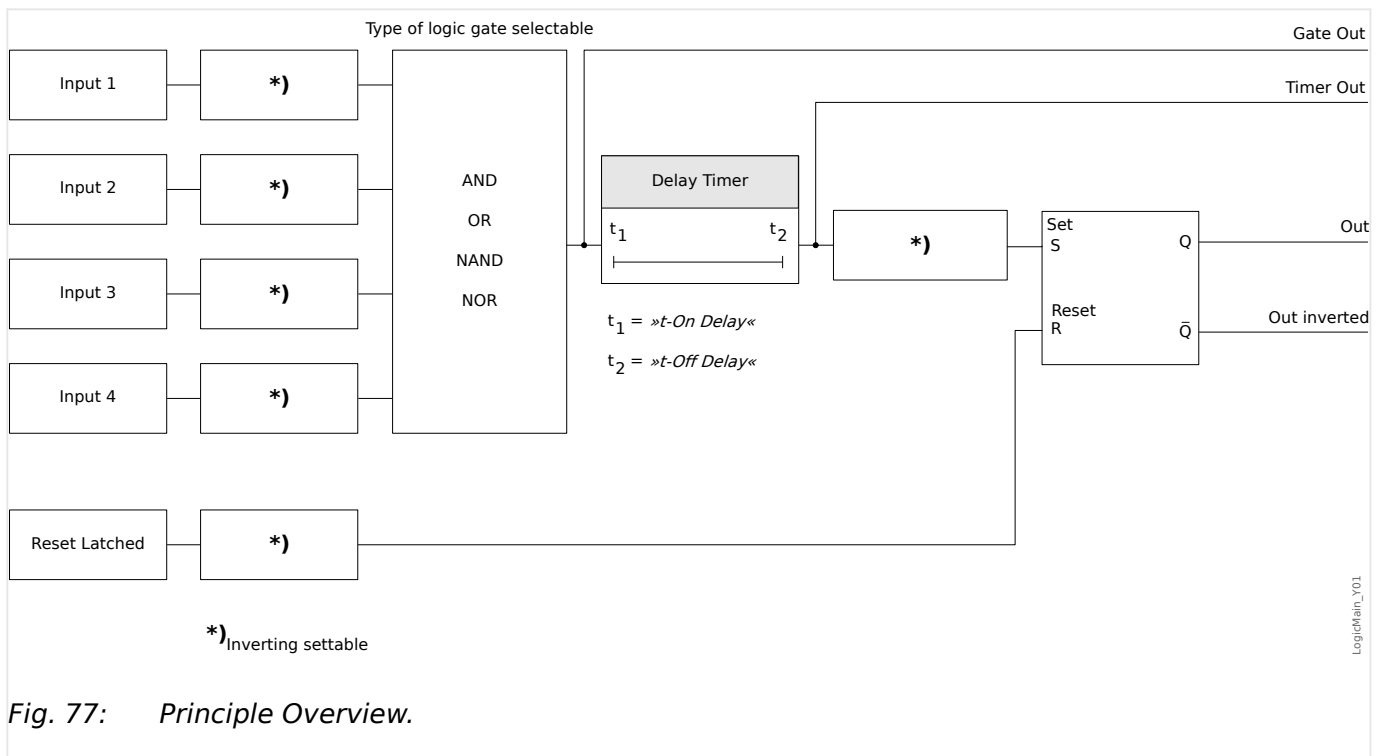 Type of logic gate selectable
Gate Out
Input 1
*)
Timer Out
Input 2
*)
AND
OR
NAND
NOR
Delay Timer
t1
t2
*)
Set
S
Q
Out
Reset
R
Q̅
Out inverted
Input 3
*)
t1 = »t-On Delay«
t2 = »t-Off Delay«
Input 4
*)
Reset Latched
*)
*)Inverting settable
LogicMain_Y01
Fig. 77: Principle Overview.